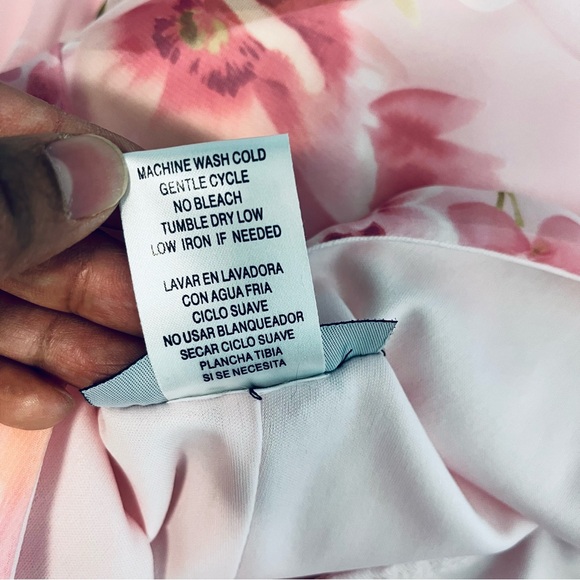 MACHINE WASH COLD
GENTLE CYCLE
NO BLEACH
TUMBLE DRY LOW
LOW IRON IF NEEDED
LAVAR EN LAVADORA
CON AGUA FRIA
CICLO SUAVE
NO USAR BLANQUEADOR
SECAR CICLO SUAVE
PLANCHA TIBIA
SI SE NECESITA